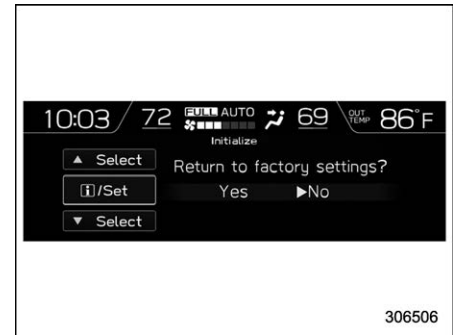 10:03 72 FULL AUTO 69 OUT TEMP 86°F
Initialize
▲ Select
Return to factory settings?
i/Set
Yes ▶No
▼ Select
306506